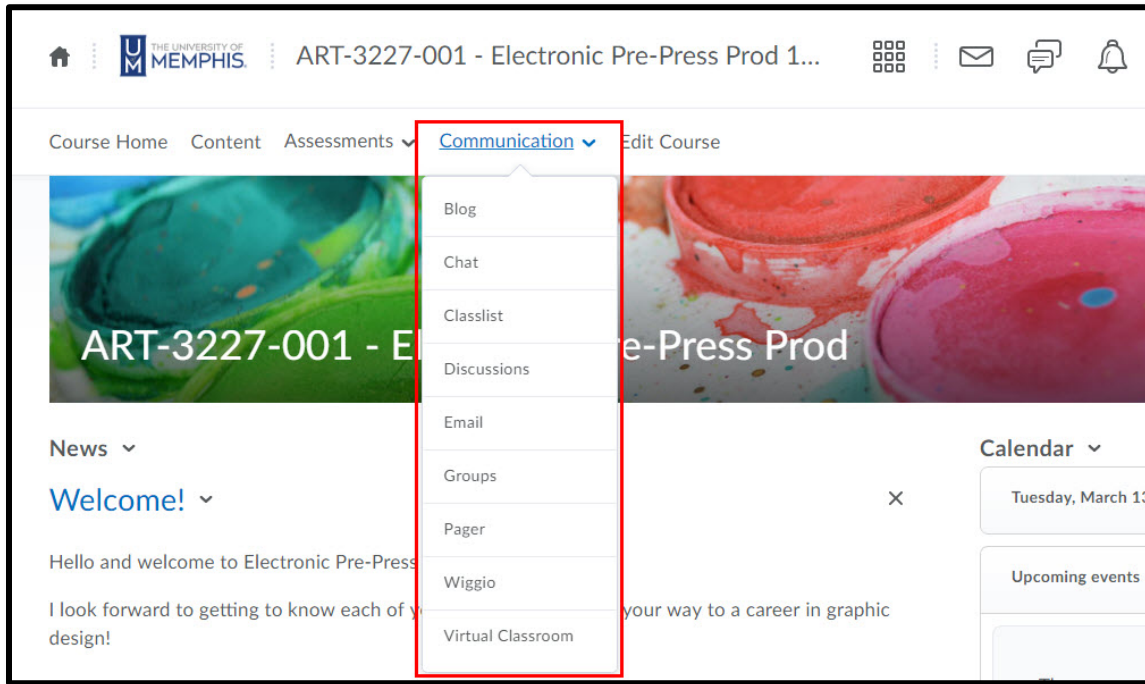 THE UNIVERSITY OF
MEMPHIS.
ART-3227-001 - Electronic Pre-Press Prod 1...
Course Home Content Assessments Communication Edit Course
Blog
Chat
Classlist
Discussions
Email
Groups
Pager
Wiggio
Virtual Classroom
ART-3227-001 - E e-Press Prod
News
Welcome!
Hello and welcome to Electronic Pre-Press
I look forward to getting to know each of your way to a career in graphic
design!
Calendar
Tuesday, March 13
Upcoming events